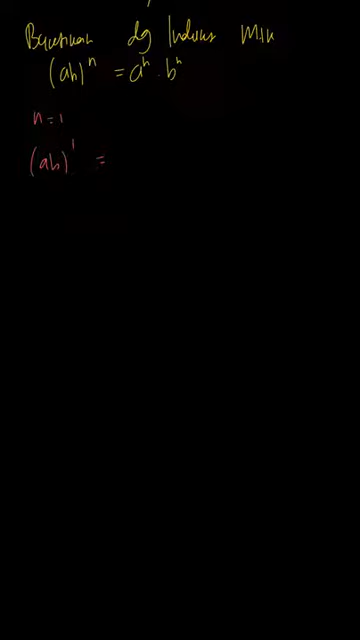 Buktikan dg Induksi Mtk
(ab)ⁿ = aⁿ · bⁿ
n = 1
(ab)¹ =